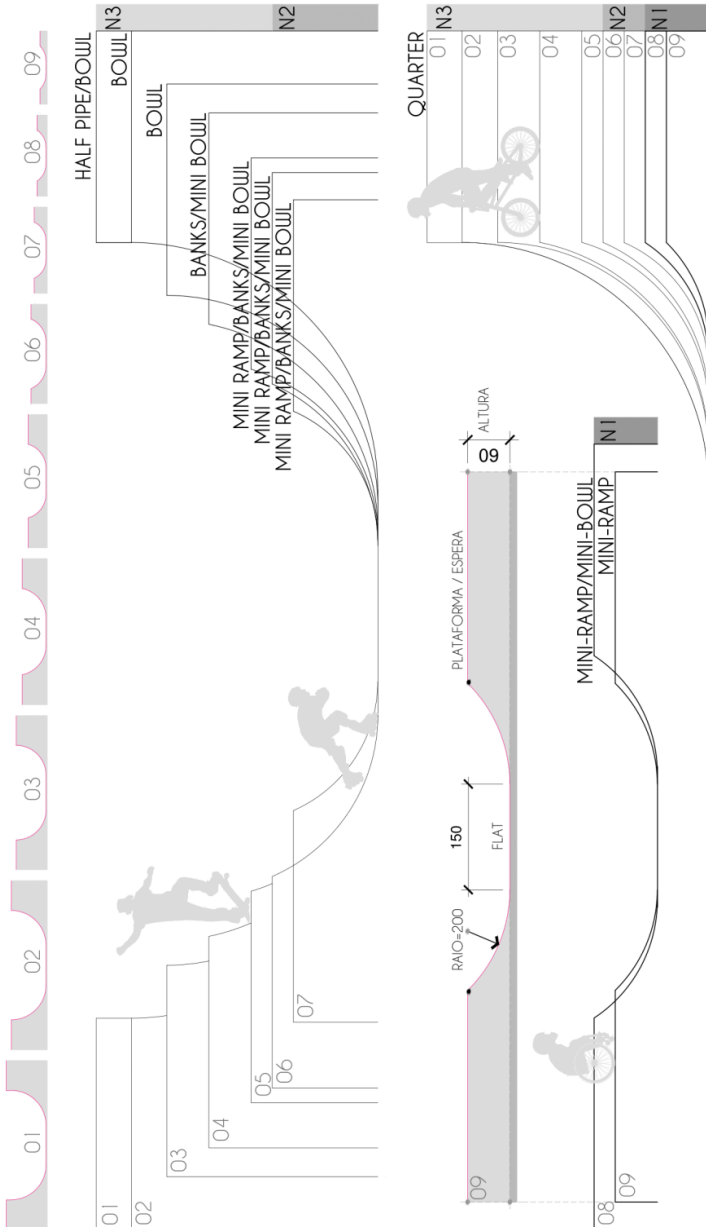 01
02
03
04
05
06
07
08
09
HALF PIPE/BOWL
N3
BOWL
BOWL
BANKS/MINI BOWL
MINI RAMP/BANKS/MINI BOWL
MINI RAMP/BANKS/MINI BOWL
MINI RAMP/BANKS/MINI BOWL
N2
01
02
03
04
05
06
07
QUARTER
N3
N2
N1
01
02
03
04
05
06
07
08
09
09
RAIO=200
150
FLAT
PLATAFORMA / ESPERA
60
ALTURA
MINI-RAMP/MINI-BOWL
MINI-RAMP
N1
08
09